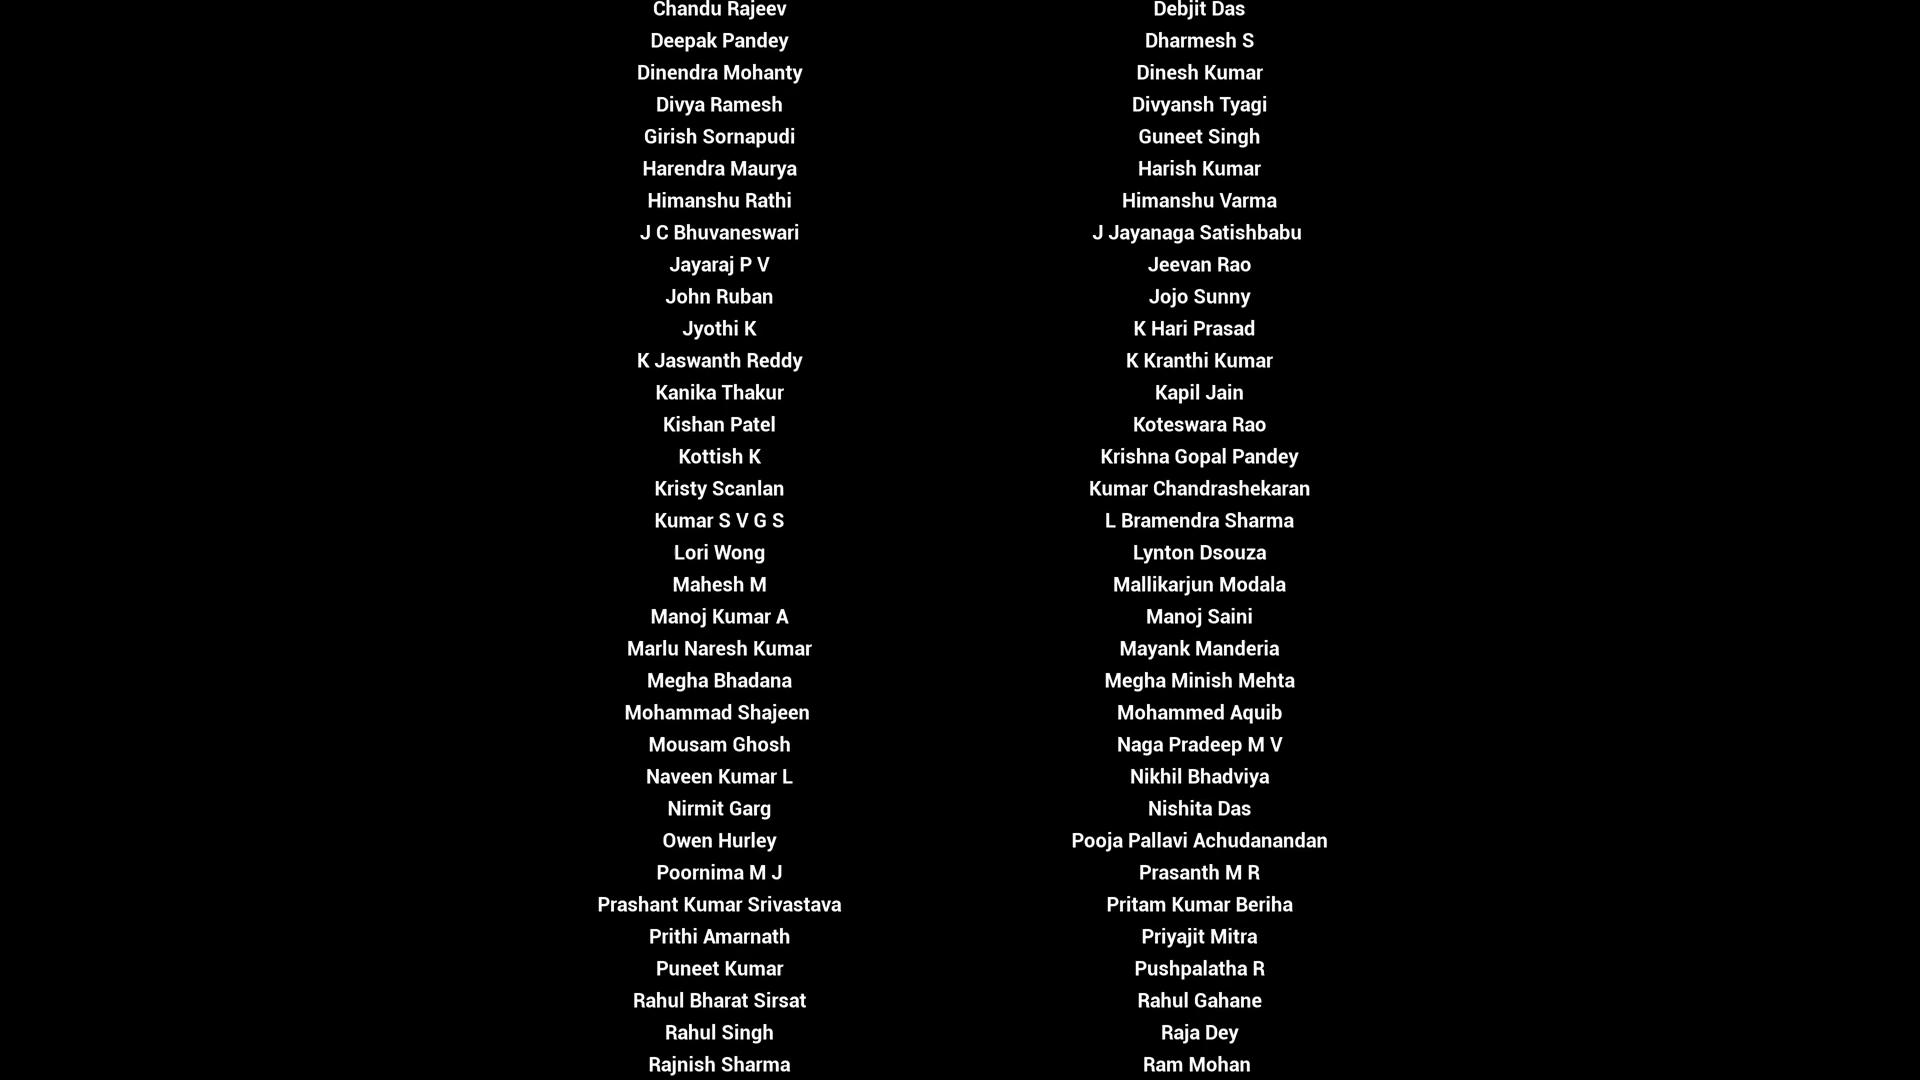 Chandu Rajeev Debjit Das
Deepak Pandey Dharmesh S
Dinendra Mohanty Dinesh Kumar
Divya Ramesh Divyansh Tyagi
Girish Sornapudi Guneet Singh
Harendra Maurya Harish Kumar
Himanshu Rathi Himanshu Varma
J C Bhuvaneswari J Jayanaga Satishbabu
Jayaraj P V Jeevan Rao
John Ruban Jojo Sunny
Jyothi K K Hari Prasad
K Jaswanth Reddy K Kranthi Kumar
Kanika Thakur Kapil Jain
Kishan Patel Koteswara Rao
Kottish K Krishna Gopal Pandey
Kristy Scanlan Kumar Chandrashekaran
Kumar S V G S L Bramendra Sharma
Lori Wong Lynton Dsouza
Mahesh M Mallikarjun Modala
Manoj Kumar A Manoj Saini
Marlu Naresh Kumar Mayank Manderia
Megha Bhadana Megha Minish Mehta
Mohammad Shajeen Mohammed Aquib
Mousam Ghosh Naga Pradeep M V
Naveen Kumar L Nikhil Bhadviya
Nirmit Garg Nishita Das
Owen Hurley Pooja Pallavi Achudanandan
Poornima M J Prasanth M R
Prashant Kumar Srivastava Pritam Kumar Beriha
Prithi Amarnath Priyajit Mitra
Puneet Kumar Pushpalatha R
Rahul Bharat Sirsat Rahul Gahane
Rahul Singh Raja Dey
Rajnish Sharma Ram Mohan